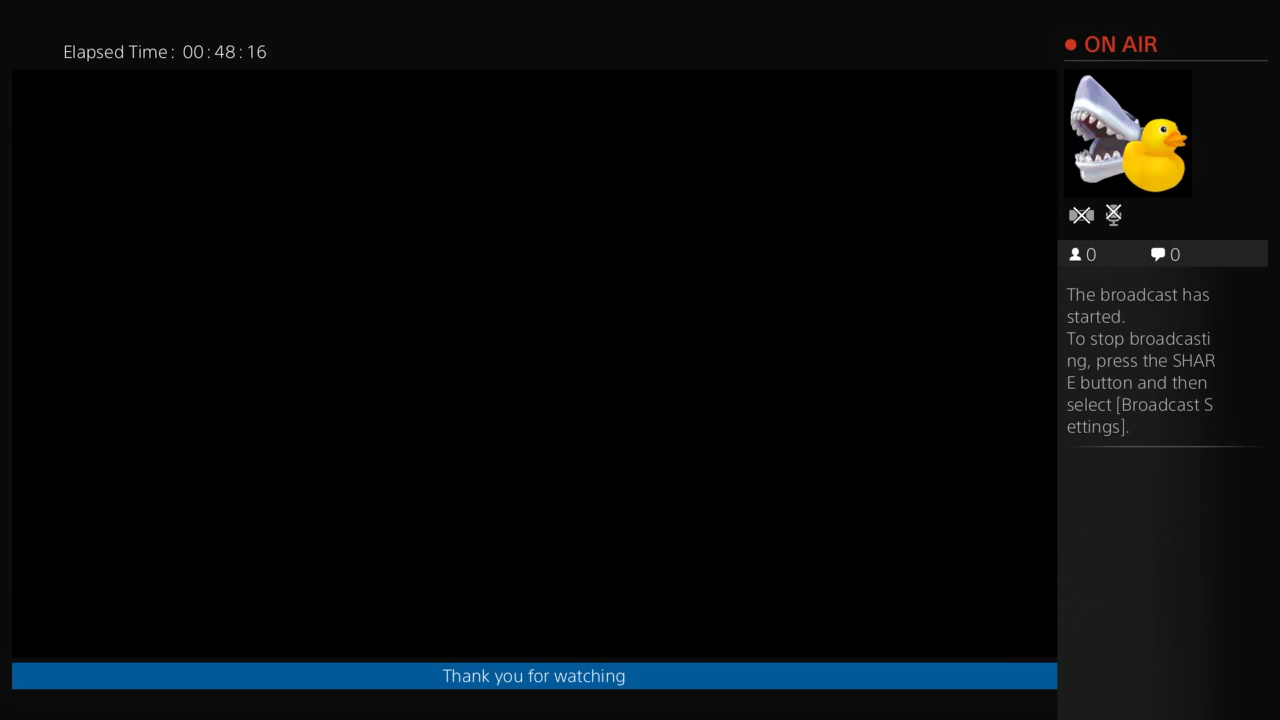 Elapsed Time: 00:48:16
ON AIR
0
0
The broadcast has
started.
To stop broadcasti
ng, press the SHAR
E button and then
select [Broadcast S
ettings].
Thank you for watching